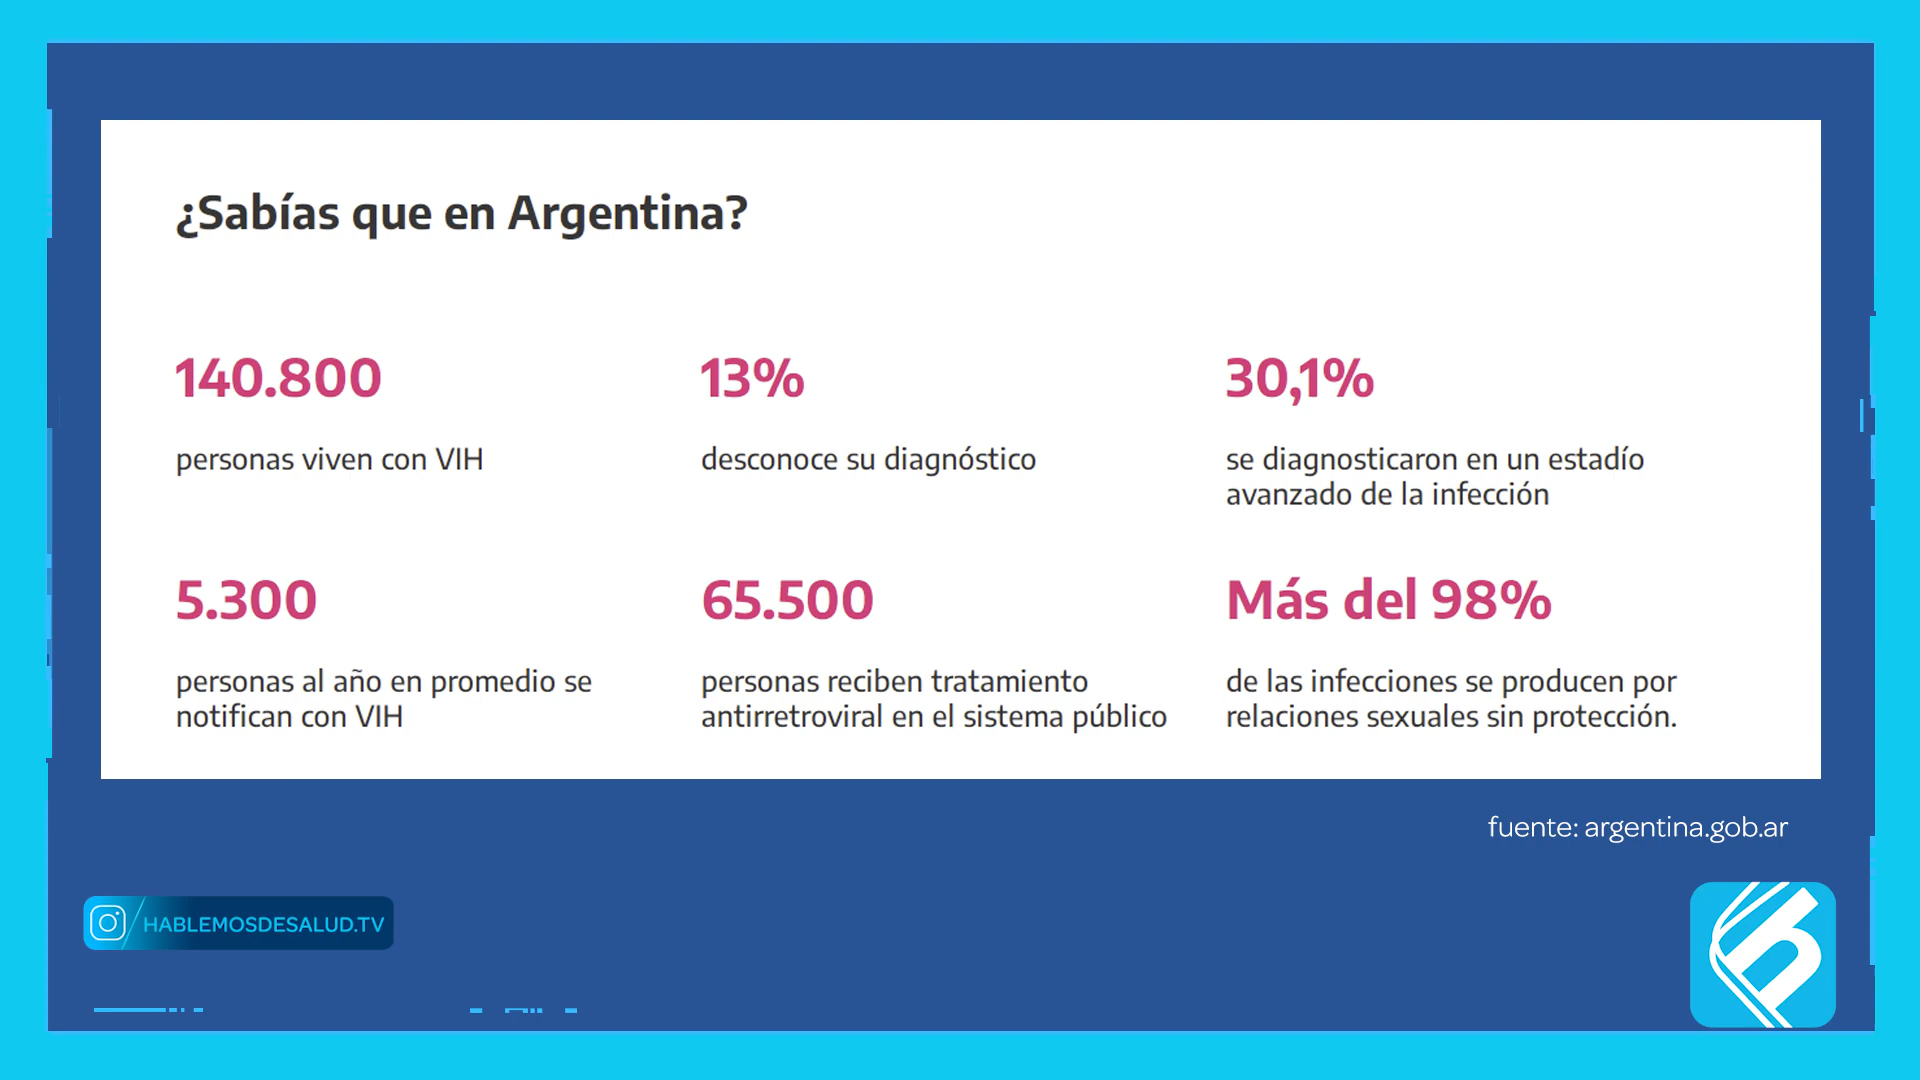 ¿Sabías que en Argentina?
140.800
personas viven con VIH
13%
desconoce su diagnóstico
30,1%
se diagnosticaron en un estadío
avanzado de la infección
5.300
personas al año en promedio se
notifican con VIH
65.500
personas reciben tratamiento
antirretroviral en el sistema público
Más del 98%
de las infecciones se producen por
relaciones sexuales sin protección.
fuente: argentina.gob.ar
HABLEMOSDESALUD.TV